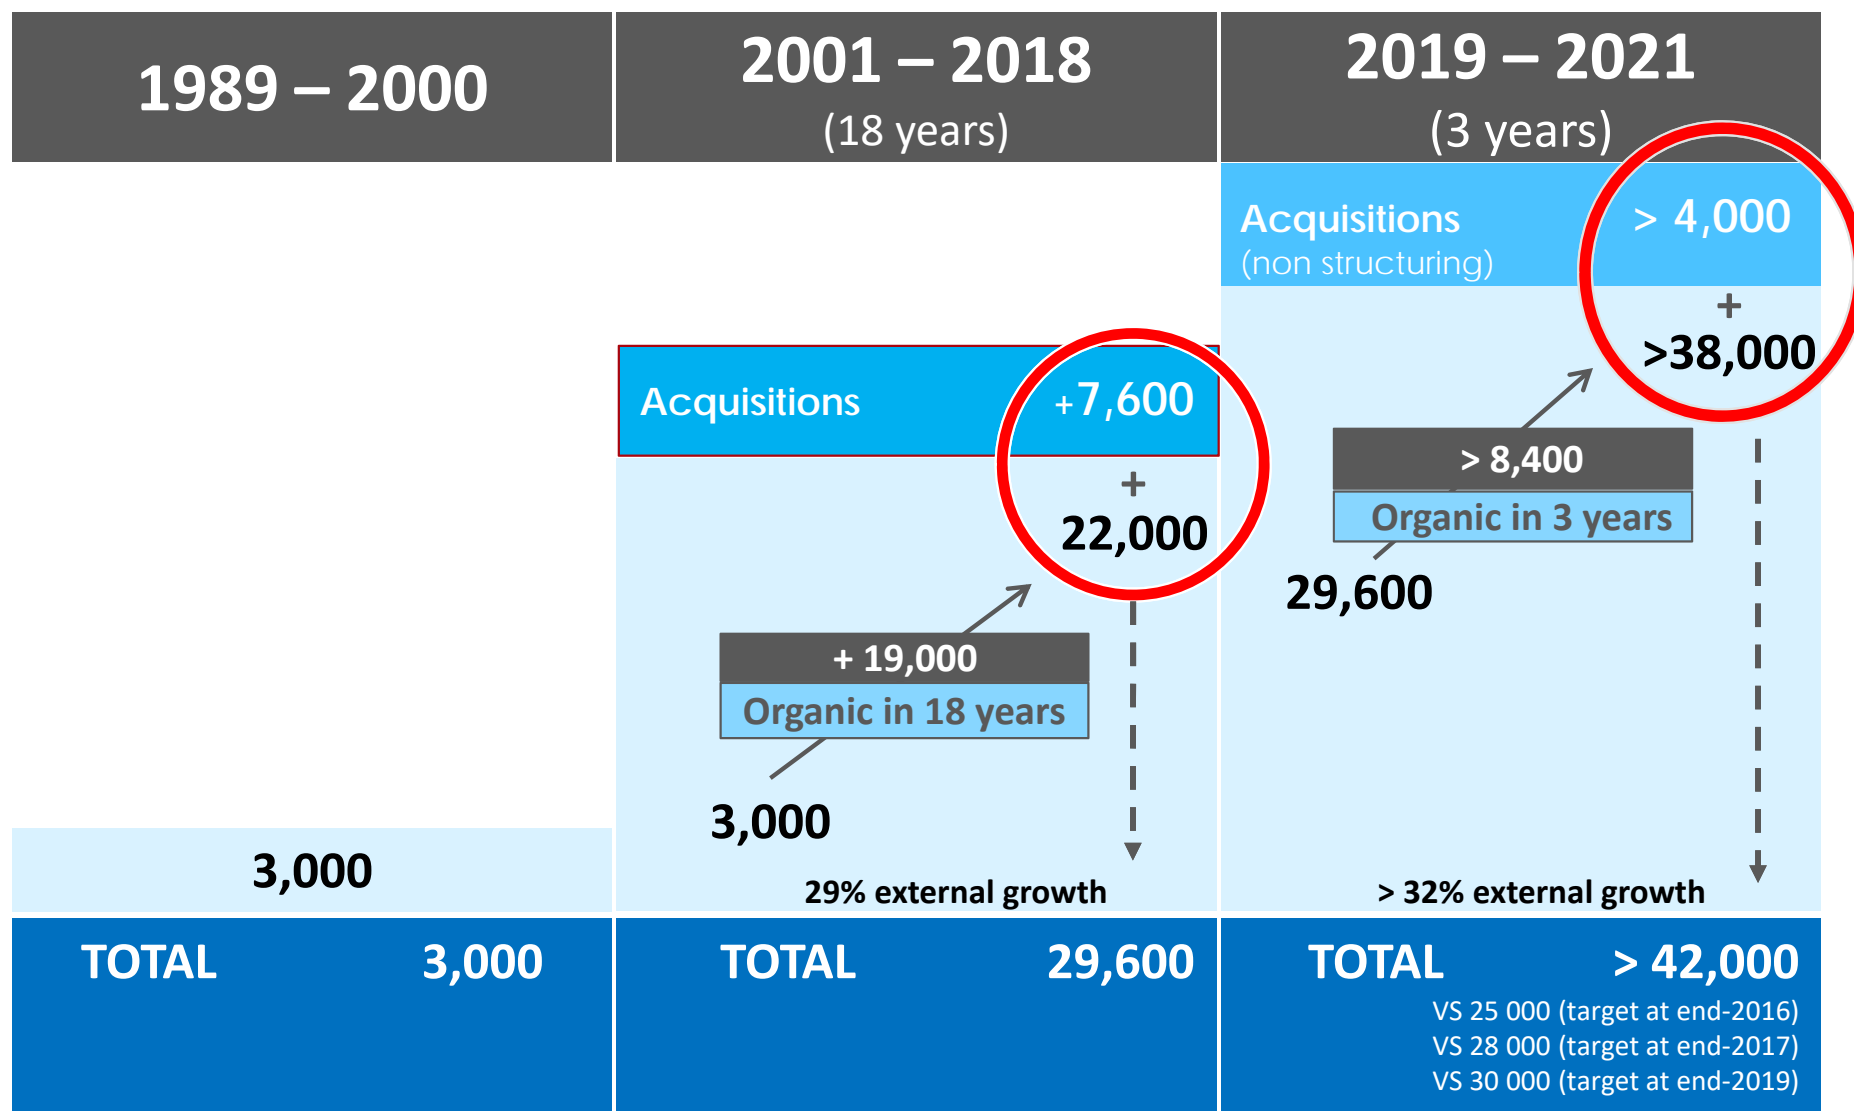 1989 – 2000
3,000
TOTAL 3,000
2001 – 2018
(18 years)
Acquisitions +7,600
+
22,000
+ 19,000
Organic in 18 years
3,000
29% external growth
TOTAL 29,600
2019 – 2021
(3 years)
Acquisitions > 4,000
(non structuring)
+
>38,000
> 8,400
Organic in 3 years
29,600
> 32% external growth
TOTAL > 42,000
VS 25 000 (target at end-2016)
VS 28 000 (target at end-2017)
VS 30 000 (target at end-2019)